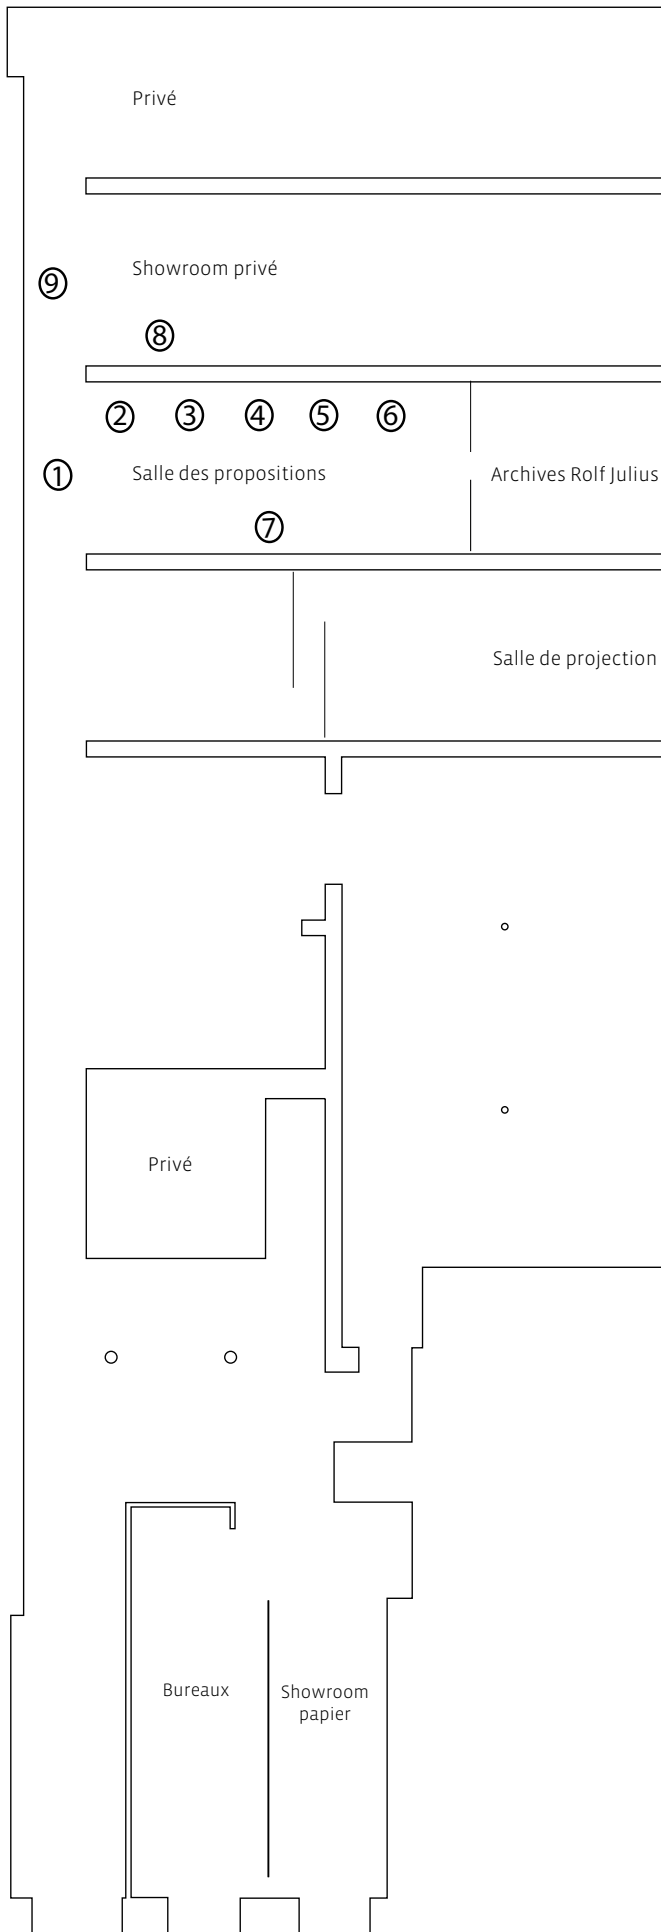 Privé
Showroom privé
⑨
⑧
② ③ ④ ⑤ ⑥
① Salle des propositions Archives Rolf Julius
⑦
Salle de projection
Privé
Bureaux
Showroom
papier